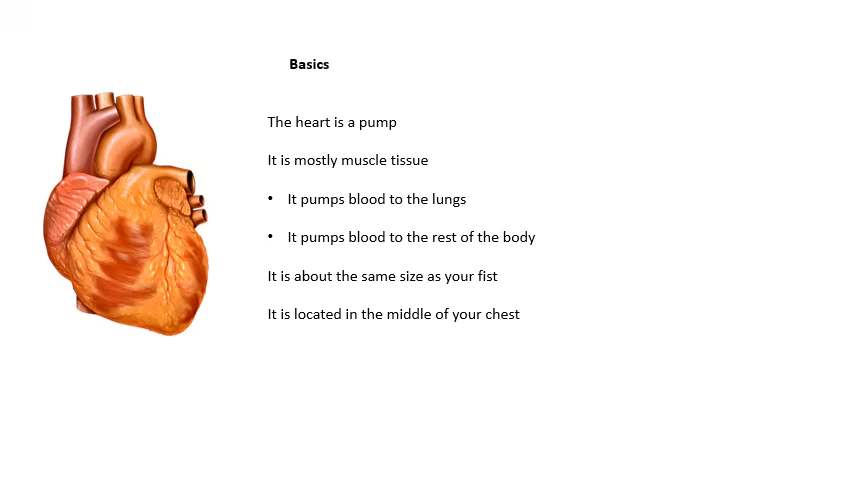 Basics
The heart is a pump
It is mostly muscle tissue
• It pumps blood to the lungs
• It pumps blood to the rest of the body
It is about the same size as your fist
It is located in the middle of your chest